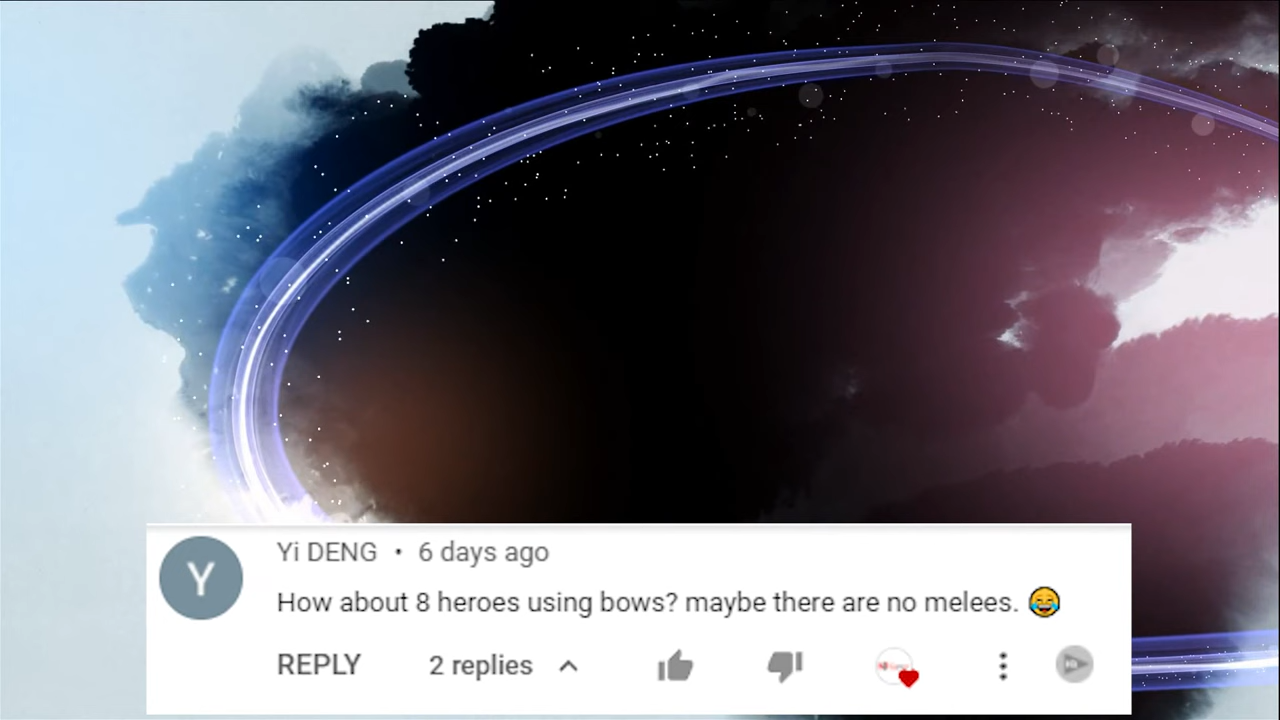 Y
Yi DENG • 6 days ago
How about 8 heroes using bows? maybe there are no melees. 😂
REPLY 2 replies